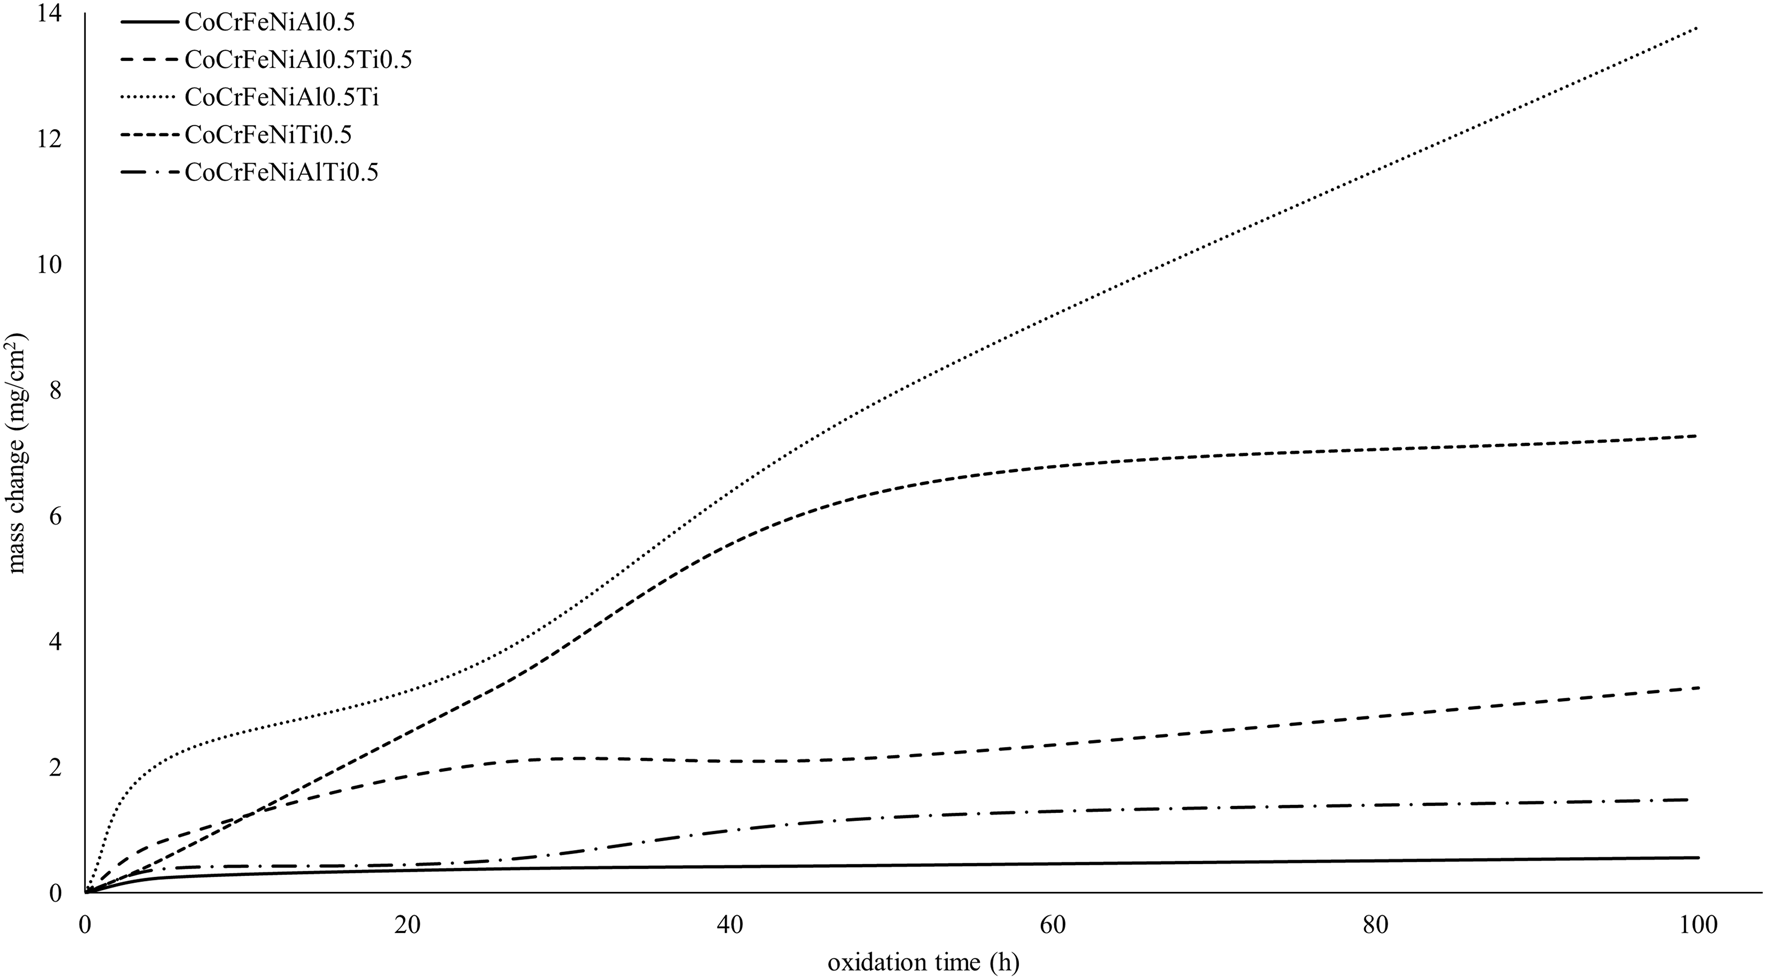 14
12
10
8
6
4
2
0
mass change (mg/cm²)
CoCrFeNiAl0.5
CoCrFeNiAl0.5Ti0.5
CoCrFeNiAl0.5Ti
CoCrFeNiTi0.5
CoCrFeNiAlTi0.5
0 20 40 60 80 100
oxidation time (h)